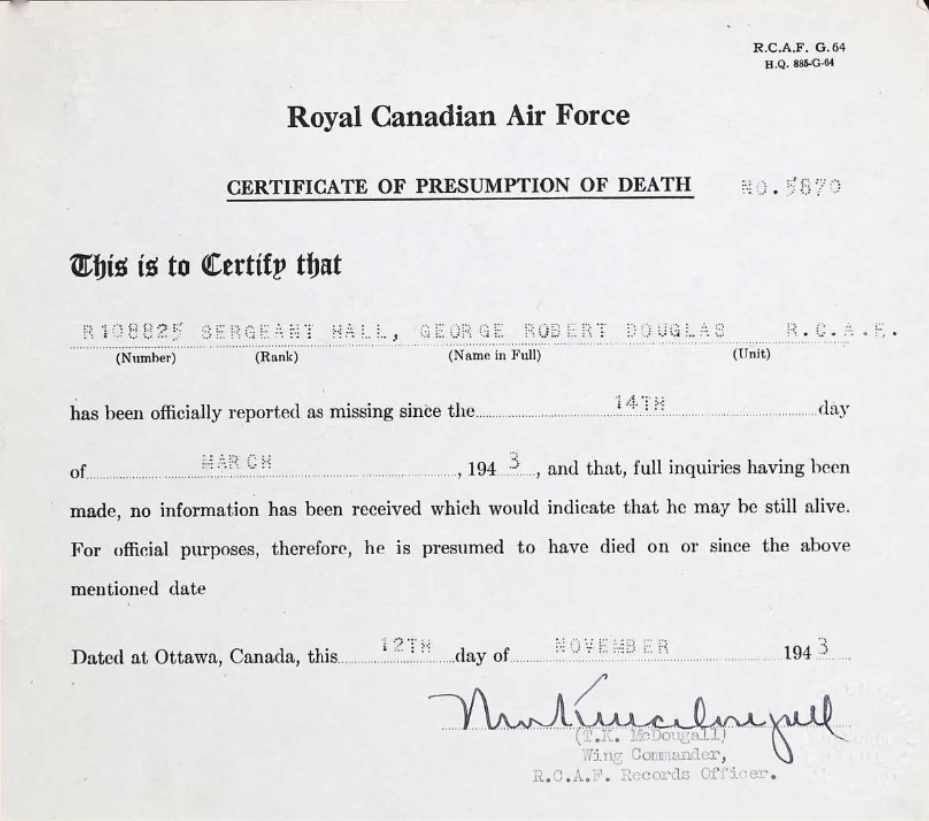 R.C.A.F. G. 64
H.Q. 885-G-64
Royal Canadian Air Force
CERTIFICATE OF PRESUMPTION OF DEATH NO.5870
This is to Certify that
R108825 SERGEANT HALL, GEORGE ROBERT DOUGLAS R.C.A.F.
(Number) (Rank) (Name in Full) (Unit)
has been officially reported as missing since the 14TH day
of MARCH, 1943, and that, full inquiries having been
made, no information has been received which would indicate that he may be still alive.
For official purposes, therefore, he is presumed to have died on or since the above
mentioned date
Dated at Ottawa, Canada, this 12TH day of NOVEMBER 1943
(T.K. McDougall)
Wing Commander,
R.C.A.F. Records Officer.